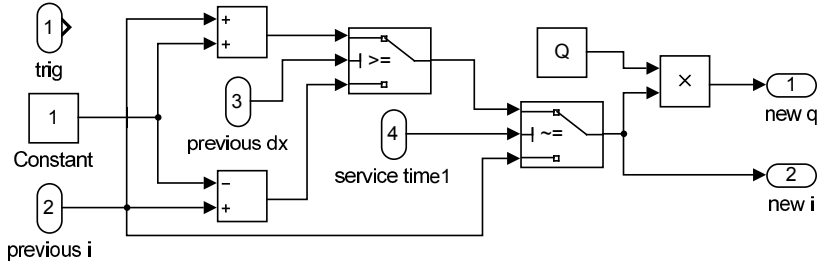 1
trig
+
+
>=
3
previous dx
Q
×
1
new q
1
Constant
4
service time1
~=
−
+
2
previous i
2
new i